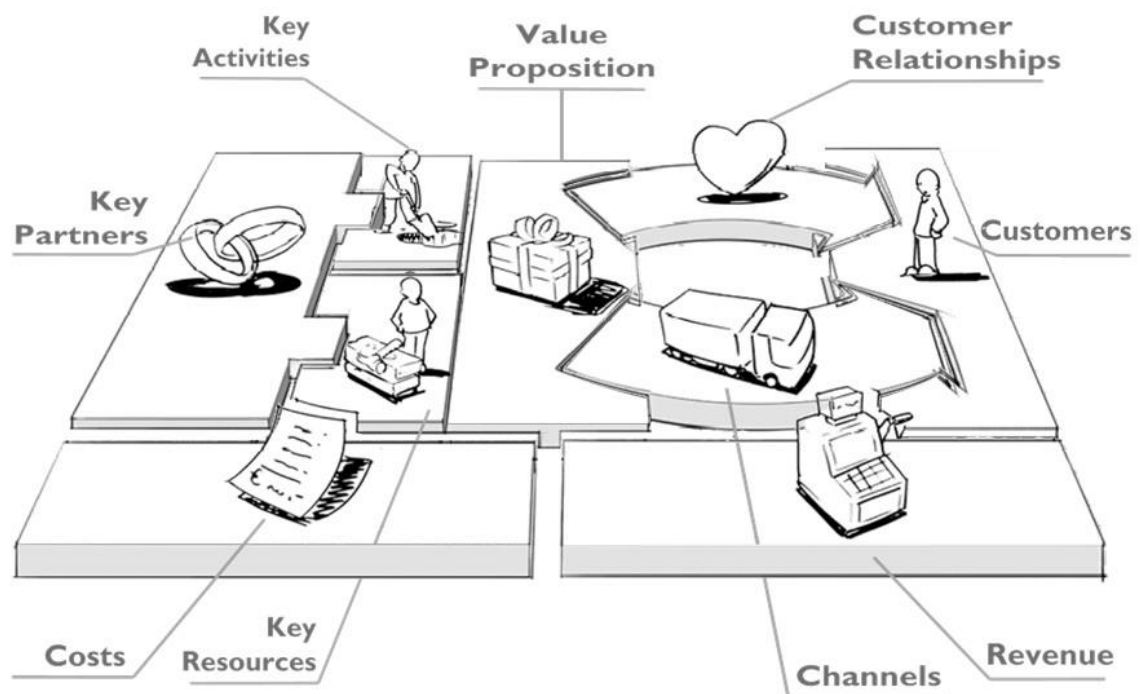 Key
Activities
Value
Proposition
Customer
Relationships
Key
Partners
Customers
Costs
Key
Resources
Channels
Revenue